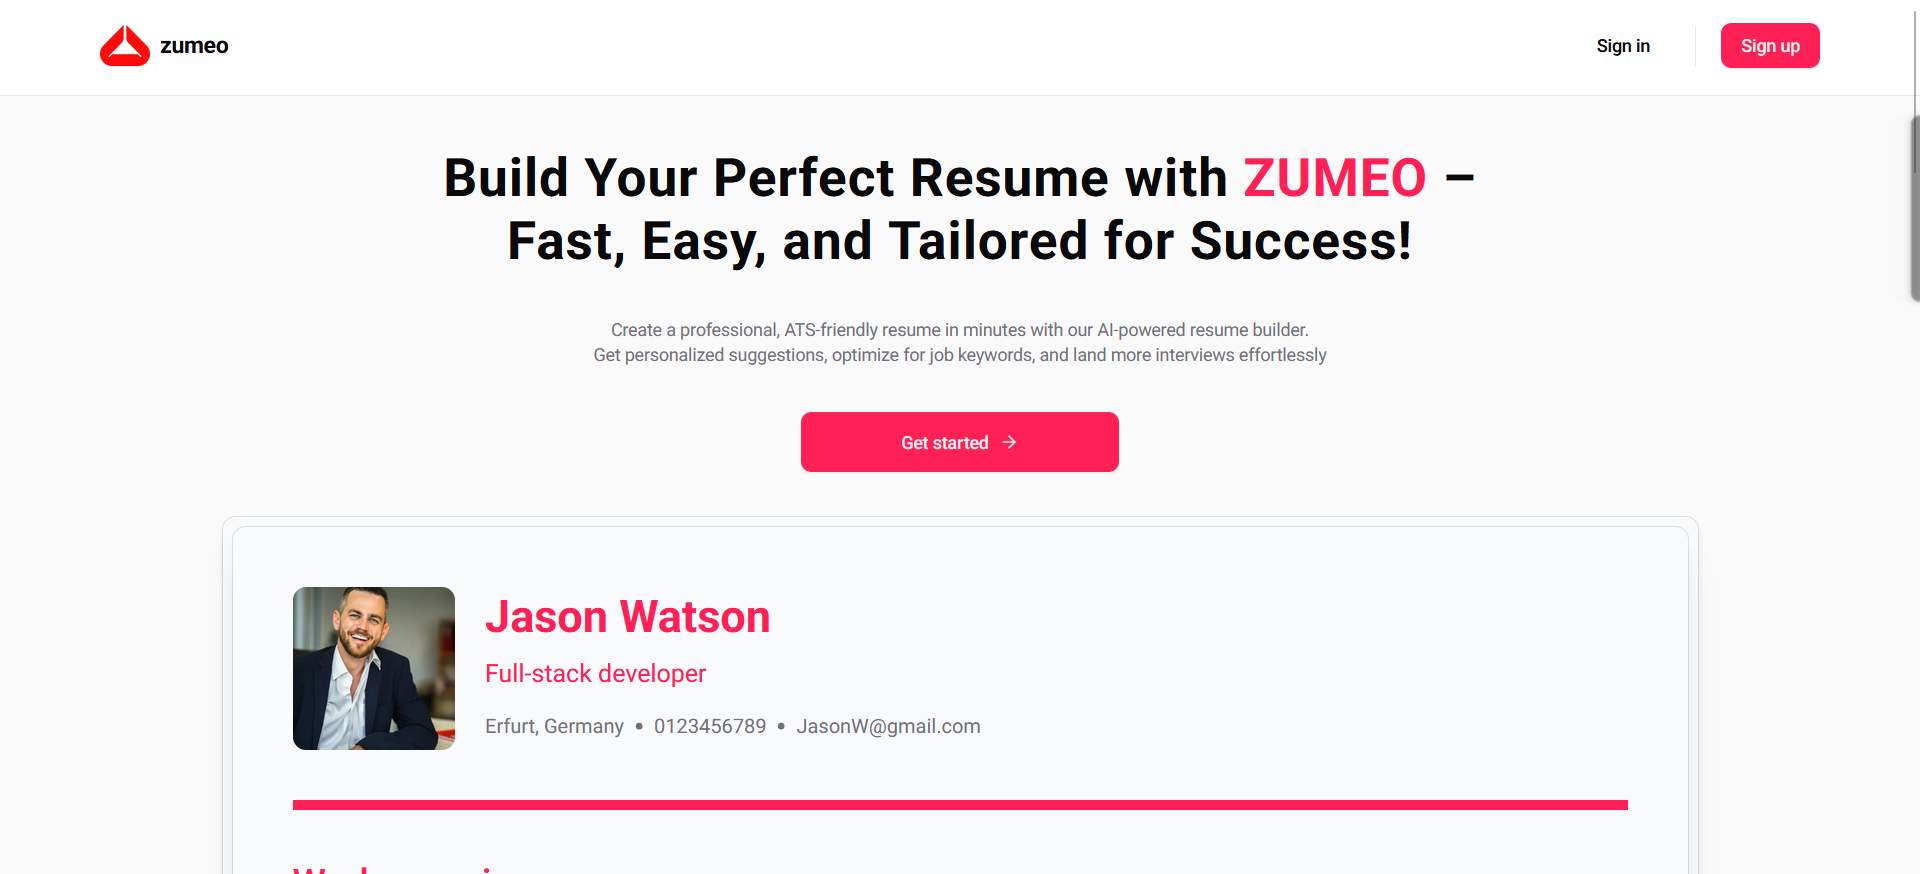 zumeo
Sign in
Sign up
Build Your Perfect Resume with ZUMEO –
Fast, Easy, and Tailored for Success!
Create a professional, ATS-friendly resume in minutes with our AI-powered resume builder.
Get personalized suggestions, optimize for job keywords, and land more interviews effortlessly
Get started →
Jason Watson
Full-stack developer
Erfurt, Germany • 0123456789 • JasonW@gmail.com